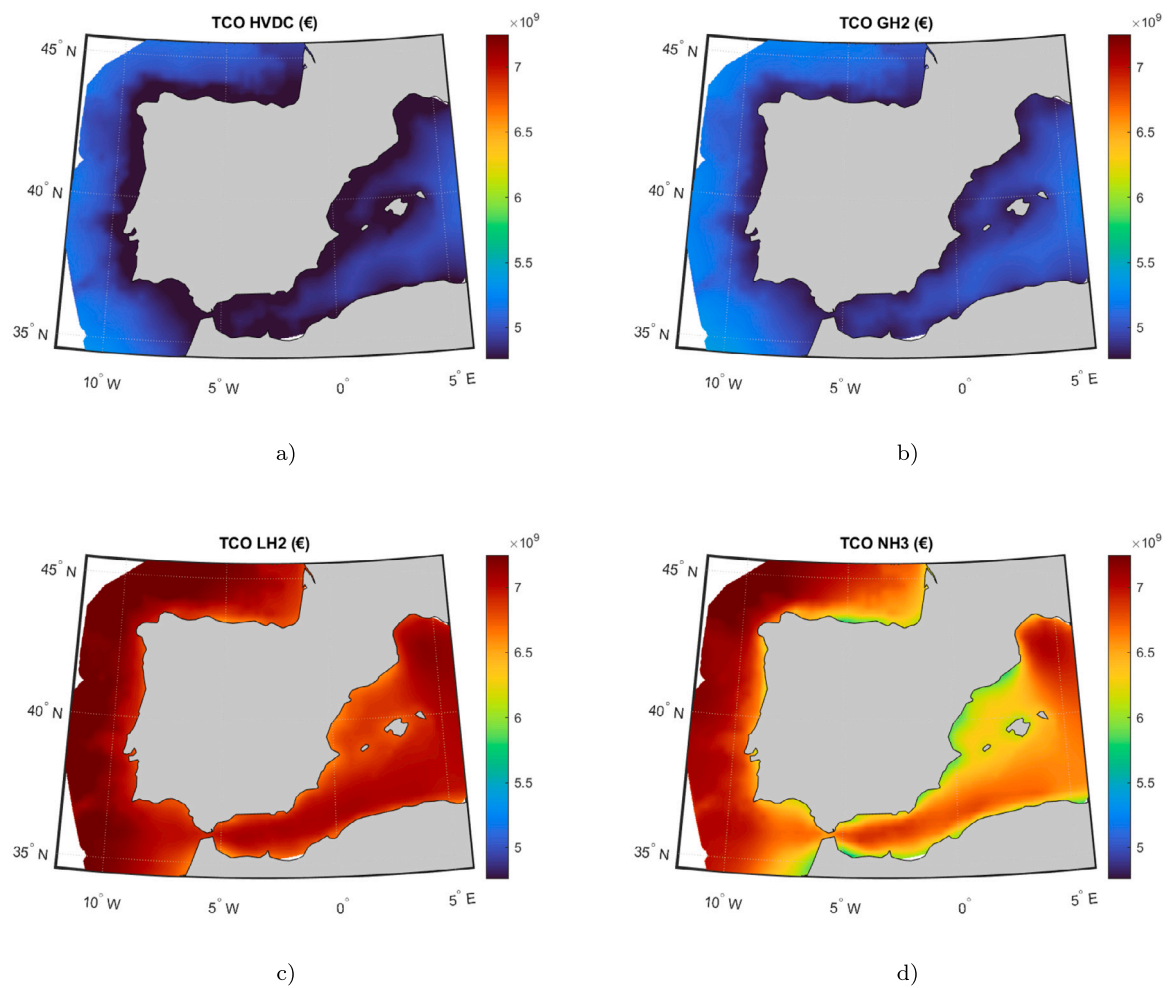 TCO HVDC (€)
×10⁹
45° N
40° N
35° N
10° W
5° W
0°
5° E
7
6.5
6
5.5
5
a)
TCO GH2 (€)
×10⁹
45° N
40° N
35° N
10° W
5° W
0°
5° E
7
6.5
6
5.5
5
b)
TCO LH2 (€)
×10⁹
45° N
40° N
35° N
10° W
5° W
0°
5° E
7
6.5
6
5.5
5
c)
TCO NH3 (€)
×10⁹
45° N
40° N
35° N
10° W
5° W
0°
5° E
7
6.5
6
5.5
5
d)